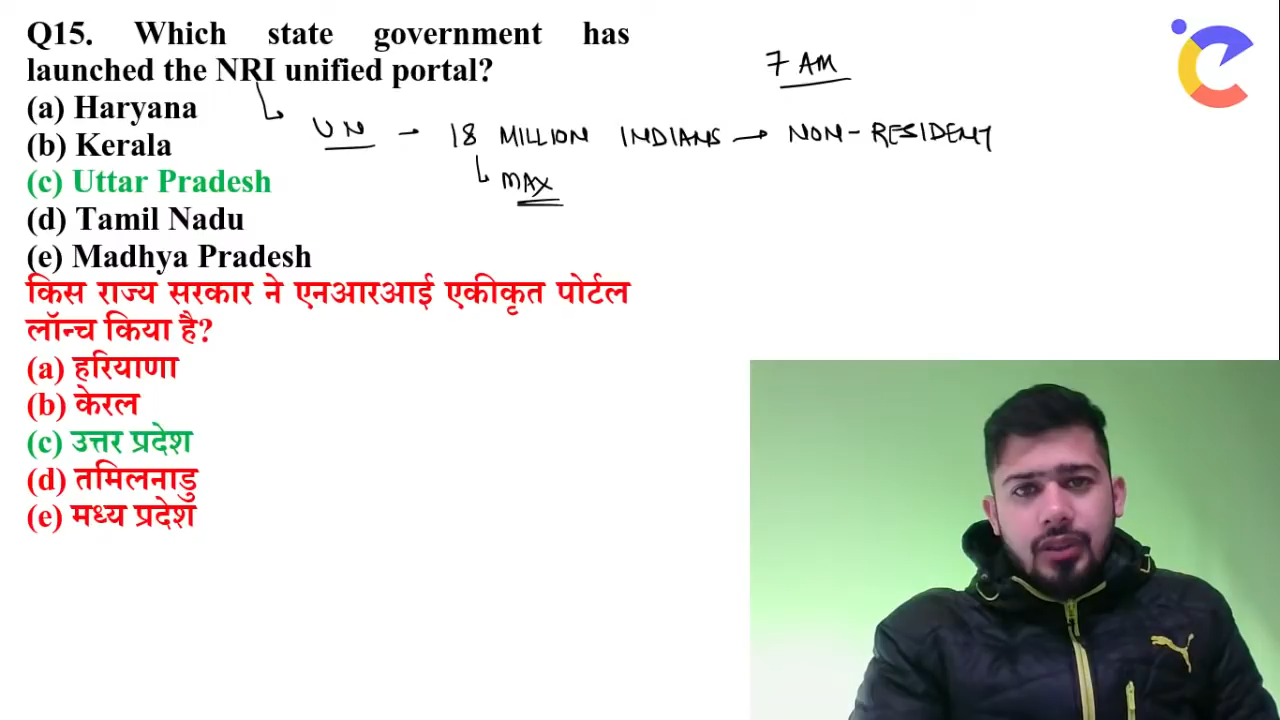 Q15. Which state government has
launched the NRI unified portal?
(a) Haryana
(b) Kerala
(c) Uttar Pradesh
(d) Tamil Nadu
(e) Madhya Pradesh
किस राज्य सरकार ने एनआरआई एकीकृत पोर्टल
लॉन्च किया है?
(a) हरियाणा
(b) केरल
(c) उत्तर प्रदेश
(d) तमिलनाडु
(e) मध्य प्रदेश
7 AM
UN → 18 MILLION INDIANS → NON-RESIDENT
MAX